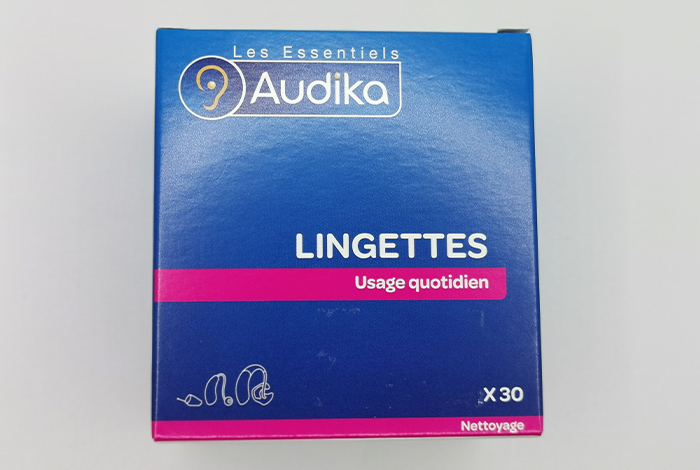 Les Essentiels
Audika
LINGETTES
Usage quotidien
X 30
Nettoyage